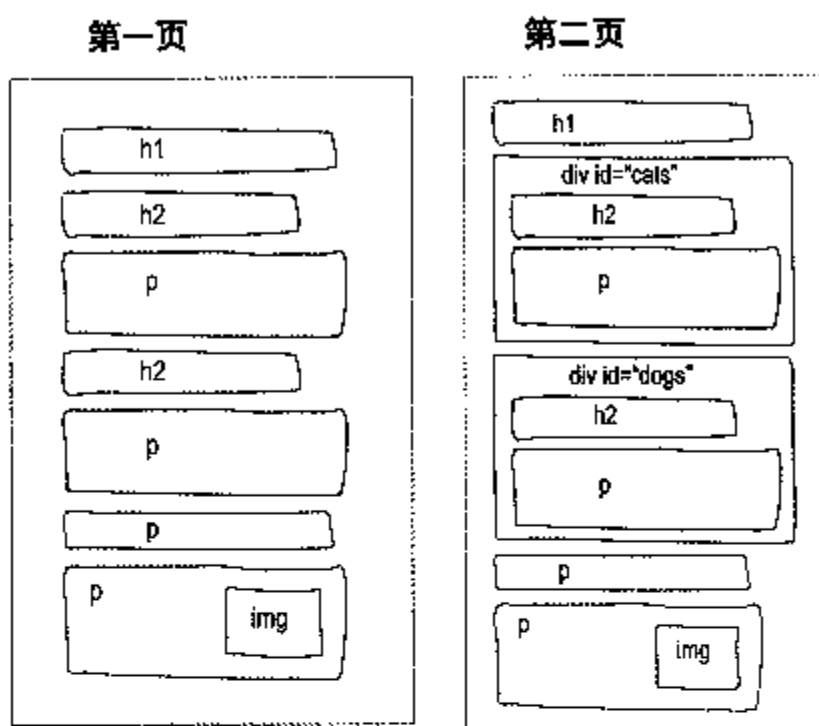 第一页
h1
h2
p
h2
p
p
p
img
第二页
h1
div id="cats"
h2
p
div id="dogs"
h2
p
p
p
img